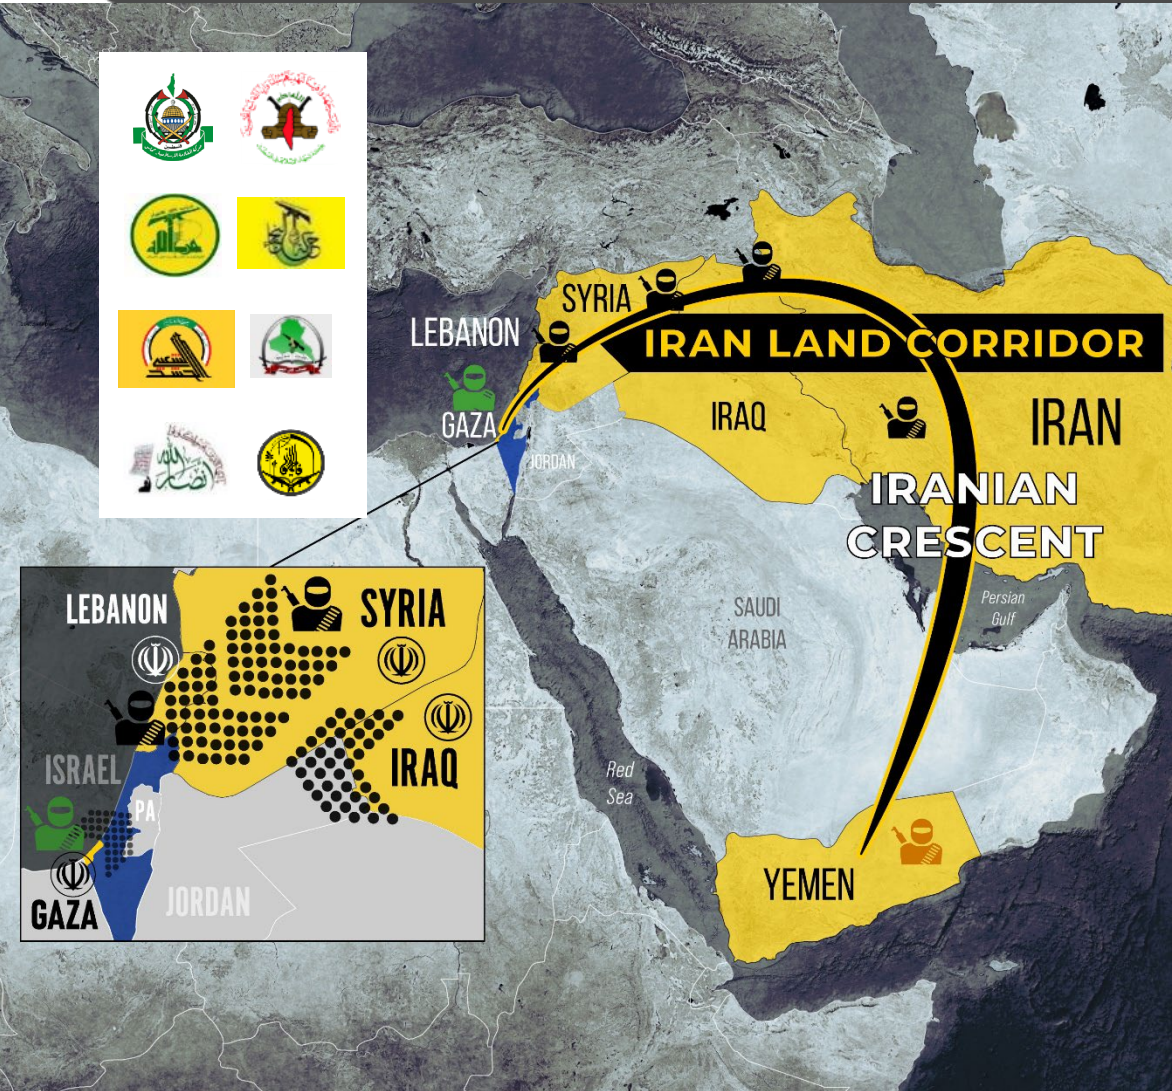 SYRIA
LEBANON
IRAN LAND CORRIDOR
GAZA
IRAQ
IRAN
JORDAN
IRANIAN
CRESCENT
SAUDI
ARABIA
Persian
Gulf
Red
Sea
YEMEN
LEBANON
SYRIA
IRAQ
ISRAEL
PA
GAZA
JORDAN